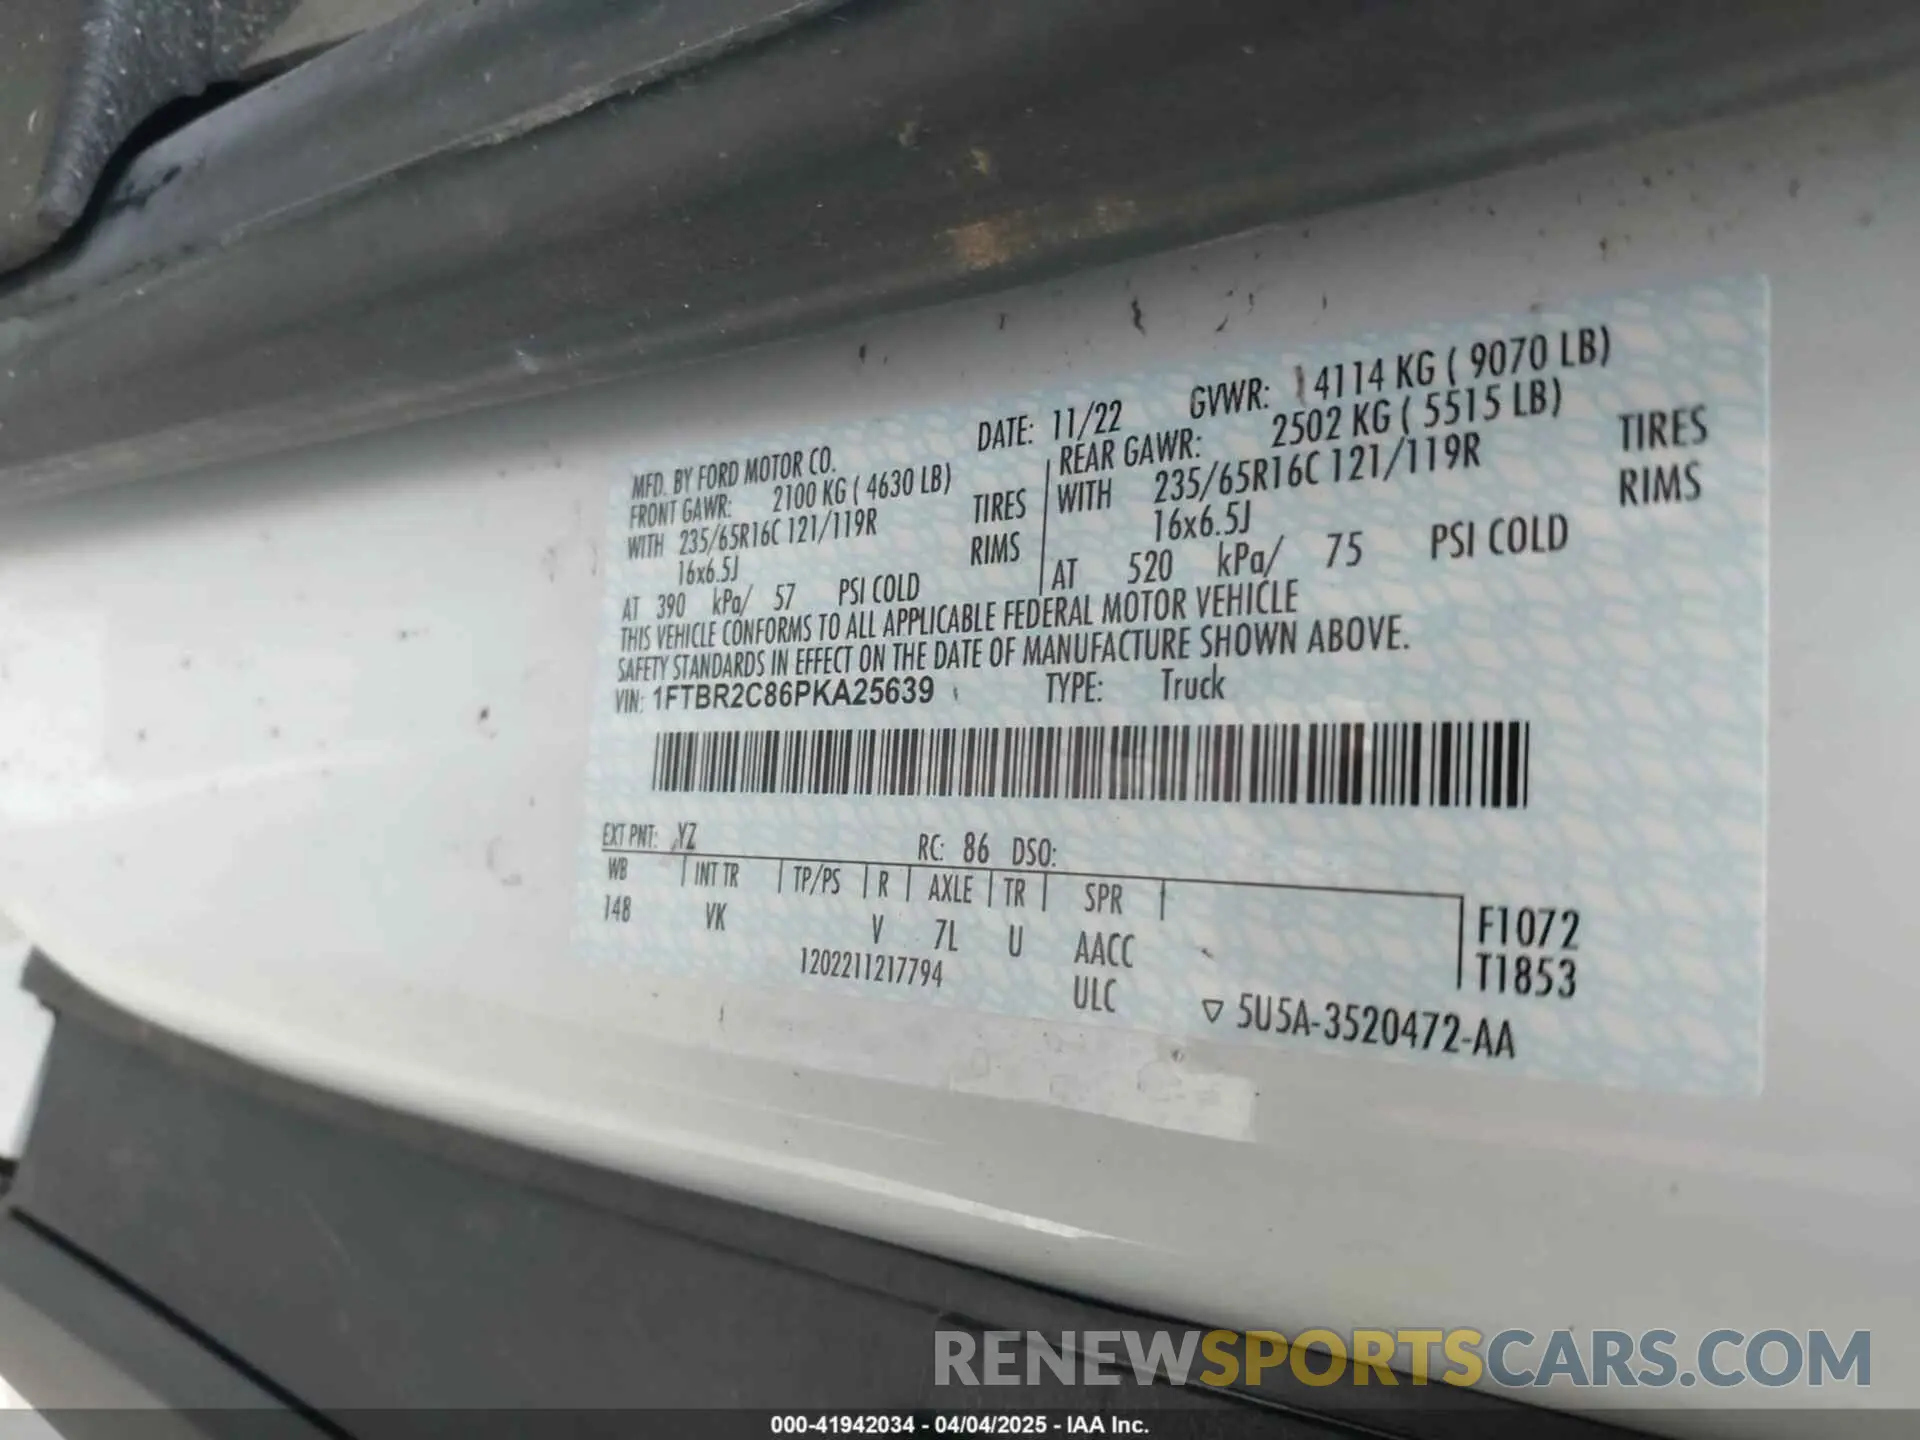 MFD. BY FORD MOTOR CO.
DATE: 11/22 GVWR: 4114 KG ( 9070 LB)
FRONT GAWR: 2100 KG ( 4630 LB)
WITH 235/65R16C 121/119R TIRES
16x6.5J RIMS
AT 390 kPa/ 57 PSI COLD
REAR GAWR: 2502 KG ( 5515 LB)
WITH 235/65R16C 121/119R TIRES
16x6.5J RIMS
AT 520 kPa/ 75 PSI COLD
THIS VEHICLE CONFORMS TO ALL APPLICABLE FEDERAL MOTOR VEHICLE
SAFETY STANDARDS IN EFFECT ON THE DATE OF MANUFACTURE SHOWN ABOVE.
VIN: 1FTBR2C86PKA25639 TYPE: Truck
EXT PNT: YZ RC: 86 DSO:
WB INT TR TP/PS R AXLE TR SPR
148 VK V 7L U AACC
1202211217794 ULC
F1072
T1853
▽ 5U5A-3520472-AA
RENEWSPORTSCARS.COM
000-41942034 - 04/04/2025 - IAA Inc.